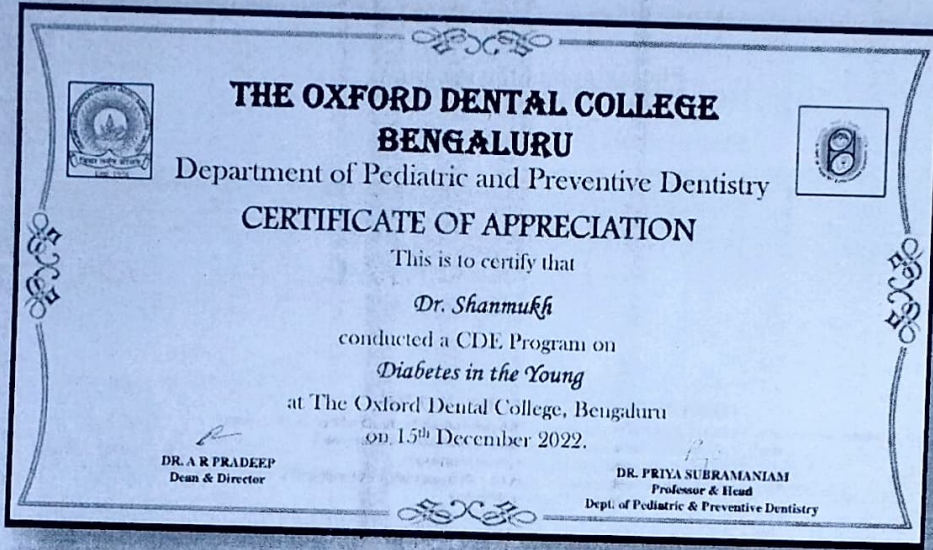 THE OXFORD DENTAL COLLEGE
BENGALURU
Department of Pediatric and Preventive Dentistry
CERTIFICATE OF APPRECIATION
This is to certify that
Dr. Shanmukh
conducted a CDE Program on
Diabetes in the Young
at The Oxford Dental College, Bengaluru
on 15th December 2022.
DR. A R PRADEEP
Dean & Director
DR. PRIYA SUBRAMANIAM
Professor & Head
Dept. of Pediatric & Preventive Dentistry